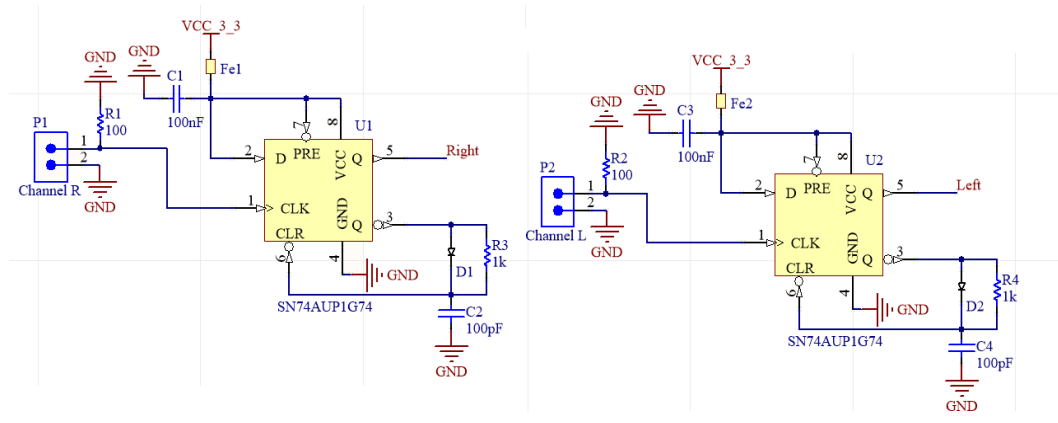 VCC_3_3
GND
GND
C1
Fe1
P1
R1
100
100nF
U1
1
2
Channel R
GND
7
8
2
D
PRE
VCC
Q
5
Right
1
CLK
GND
Q
3
CLR
6
4
GND
R3
1k
D1
SN74AUP1G74
C2
100pF
GND
VCC_3_3
GND
GND
C3
Fe2
P2
R2
100
100nF
U2
1
2
Channel L
GND
7
8
2
D
PRE
VCC
Q
5
Left
1
CLK
GND
Q
3
CLR
6
4
GND
R4
1k
D2
SN74AUP1G74
C4
100pF
GND